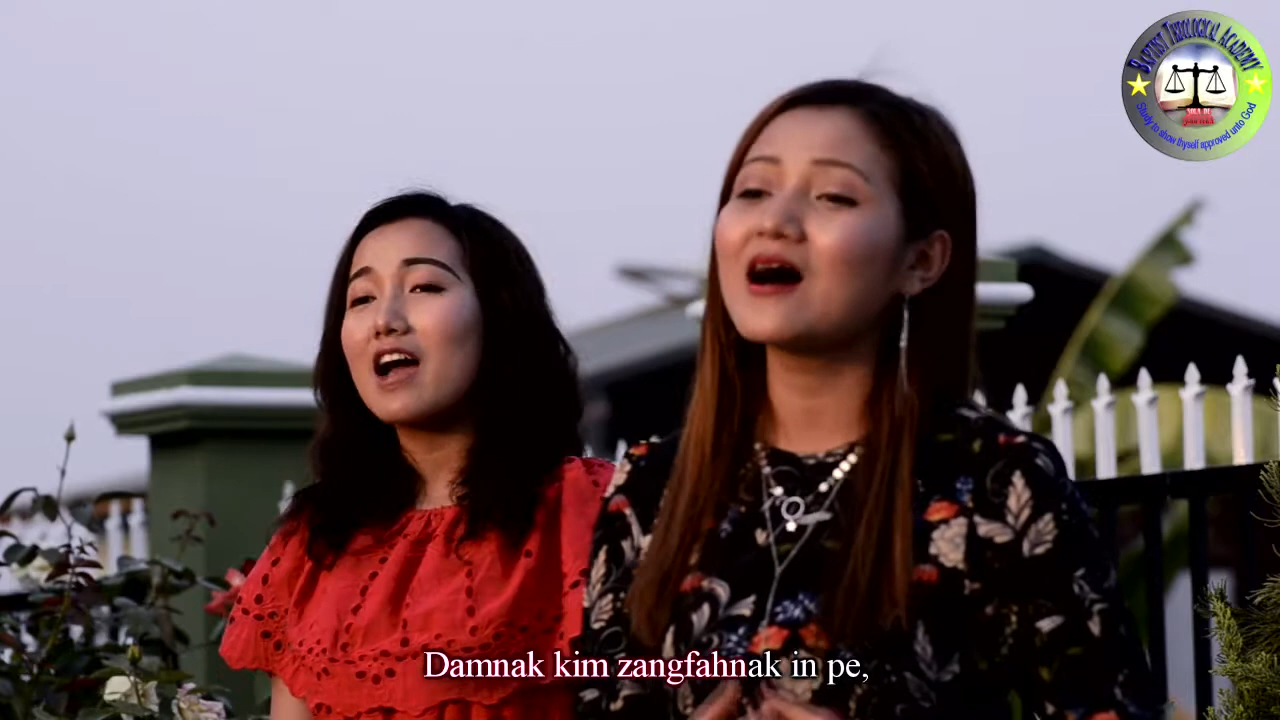 BAPTIST THEOLOGICAL ACADEMY
Study to show thyself approved unto God
Damnak kim zangfahnak in pe,